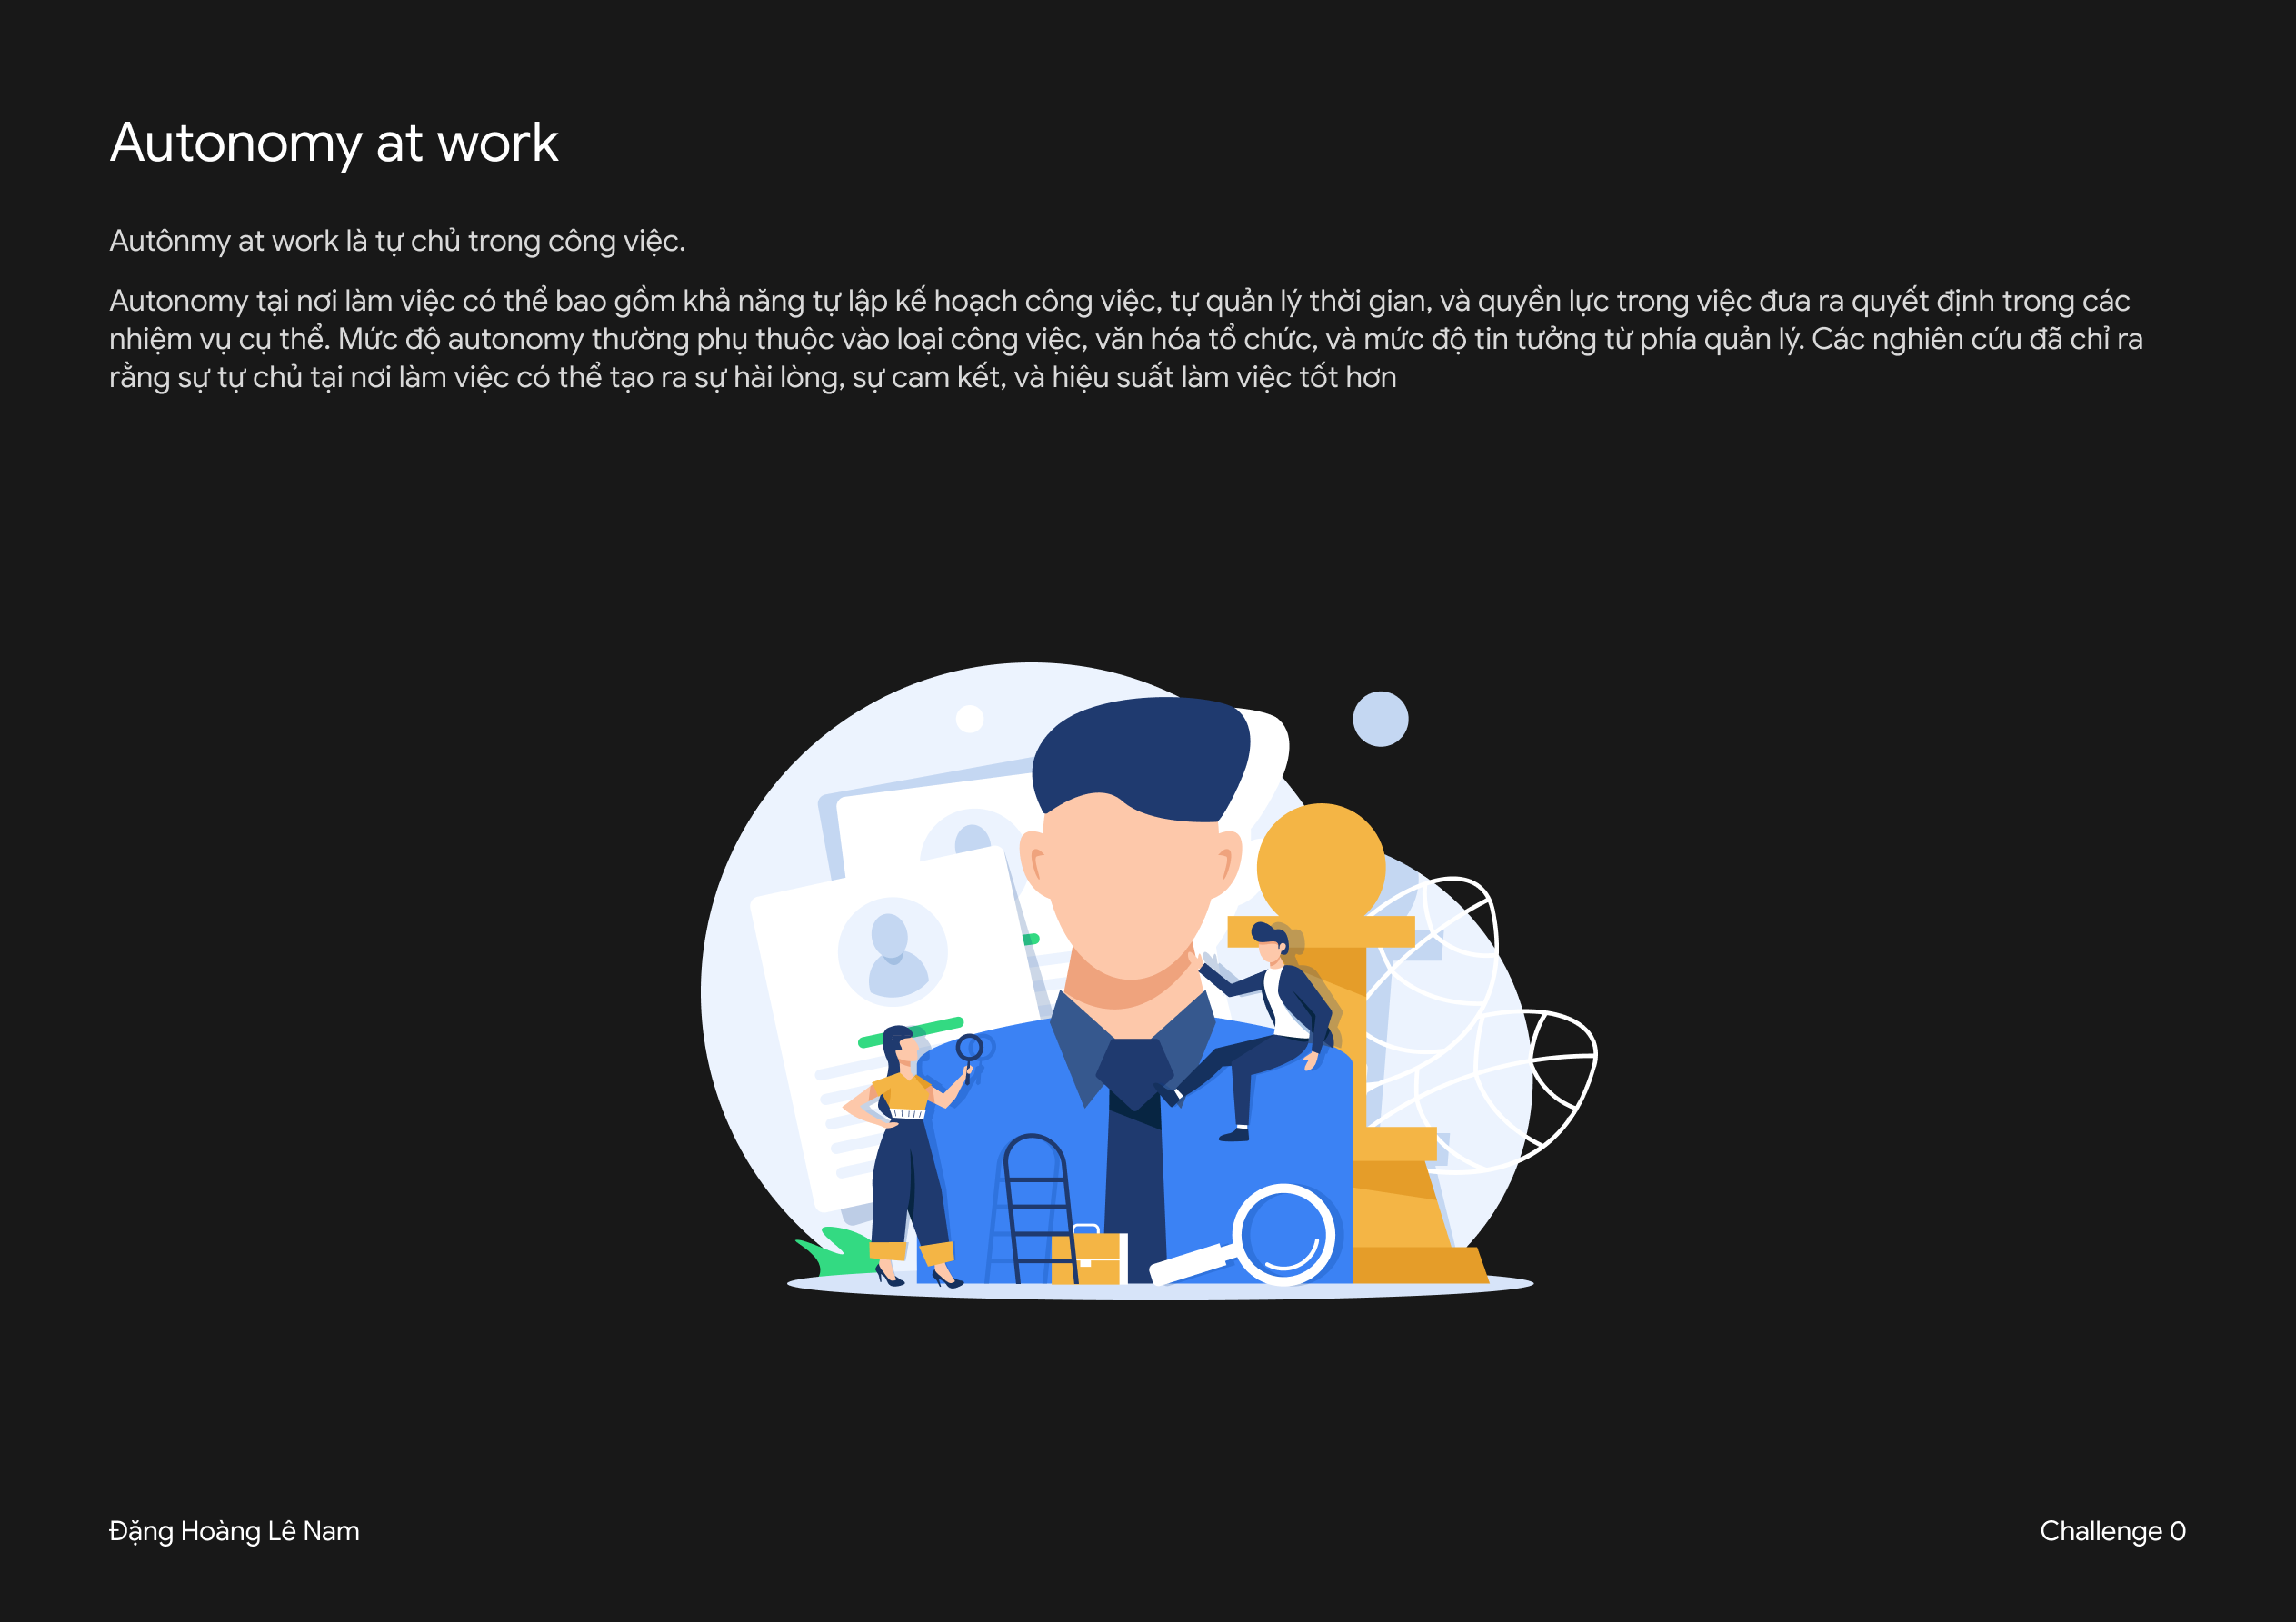 Autonomy at work
Autônmy at work là tự chủ trong công việc.
Autonomy tại nơi làm việc có thể bao gồm khả năng tự lập kế hoạch công việc, tự quản lý thời gian, và quyền lực trong việc đưa ra quyết định trong các
nhiệm vụ cụ thể. Mức độ autonomy thường phụ thuộc vào loại công việc, văn hóa tổ chức, và mức độ tin tưởng từ phía quản lý. Các nghiên cứu đã chỉ ra
rằng sự tự chủ tại nơi làm việc có thể tạo ra sự hài lòng, sự cam kết, và hiệu suất làm việc tốt hơn
Đặng Hoàng Lê Nam
Challenge 0